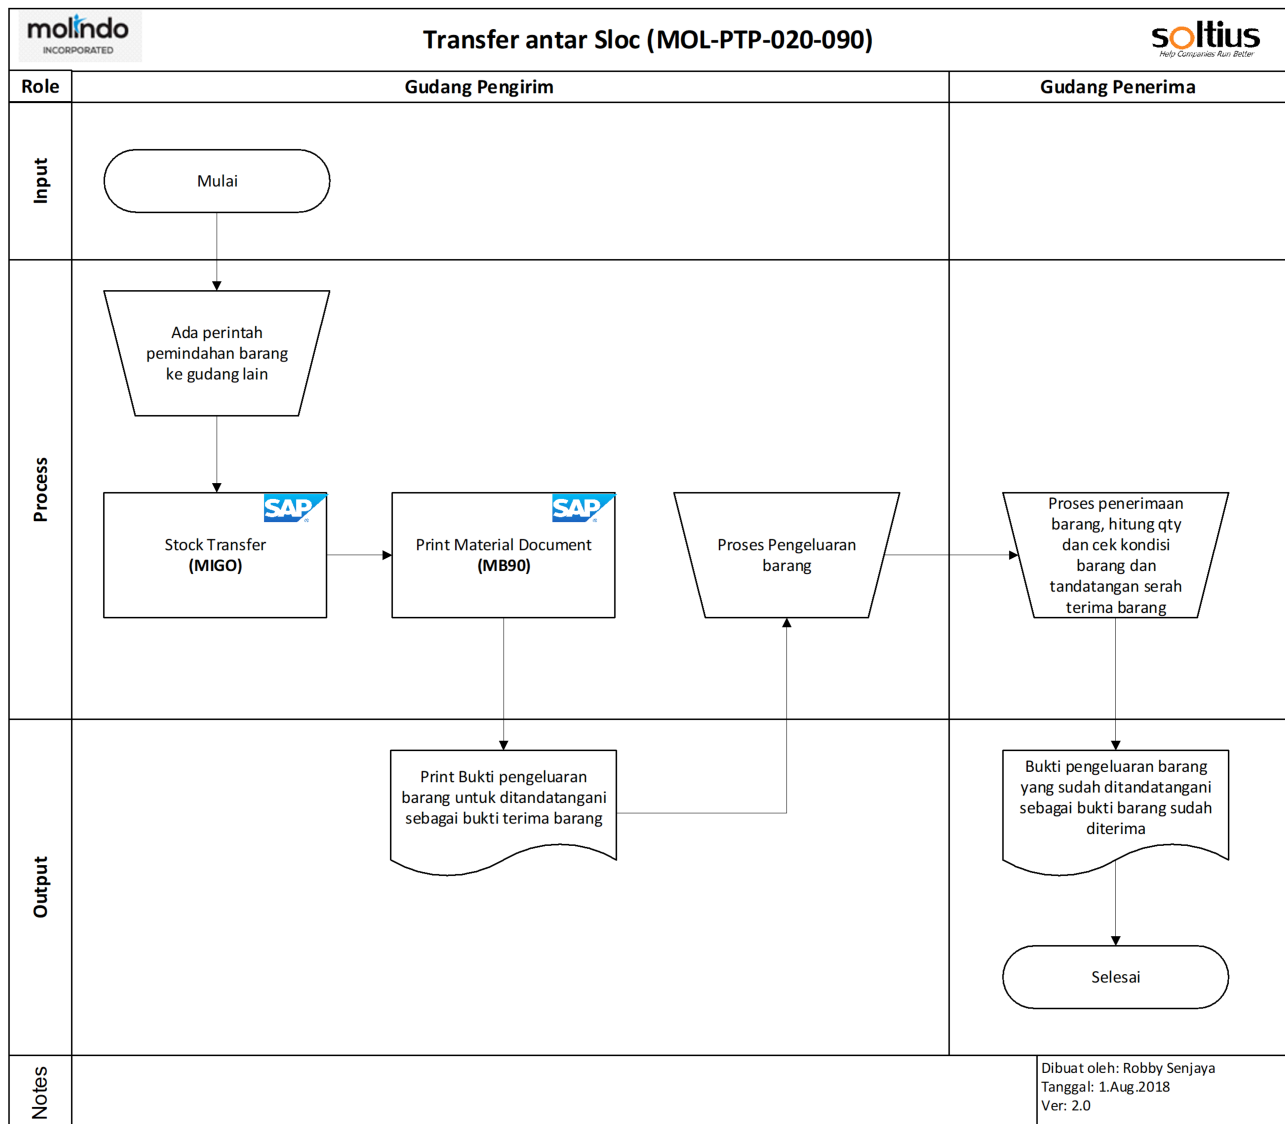 molindo
INCORPORATED
Transfer antar Sloc (MOL-PTP-020-090)
soltius
Help Companies Run Better
Role
Gudang Pengirim
Gudang Penerima
Input
Mulai
Process
Ada perintah
pemindahan barang
ke gudang lain
SAP
Stock Transfer
(MIGO)
SAP
Print Material Document
(MB90)
Proses Pengeluaran
barang
Proses penerimaan
barang, hitung qty
dan cek kondisi
barang dan
tandatangan serah
terima barang
Output
Print Bukti pengeluaran
barang untuk ditandatangani
sebagai bukti terima barang
Bukti pengeluaran barang
yang sudah ditandatangani
sebagai bukti barang sudah
diterima
Selesai
Notes
Dibuat oleh: Robby Senjaya
Tanggal: 1.Aug.2018
Ver: 2.0